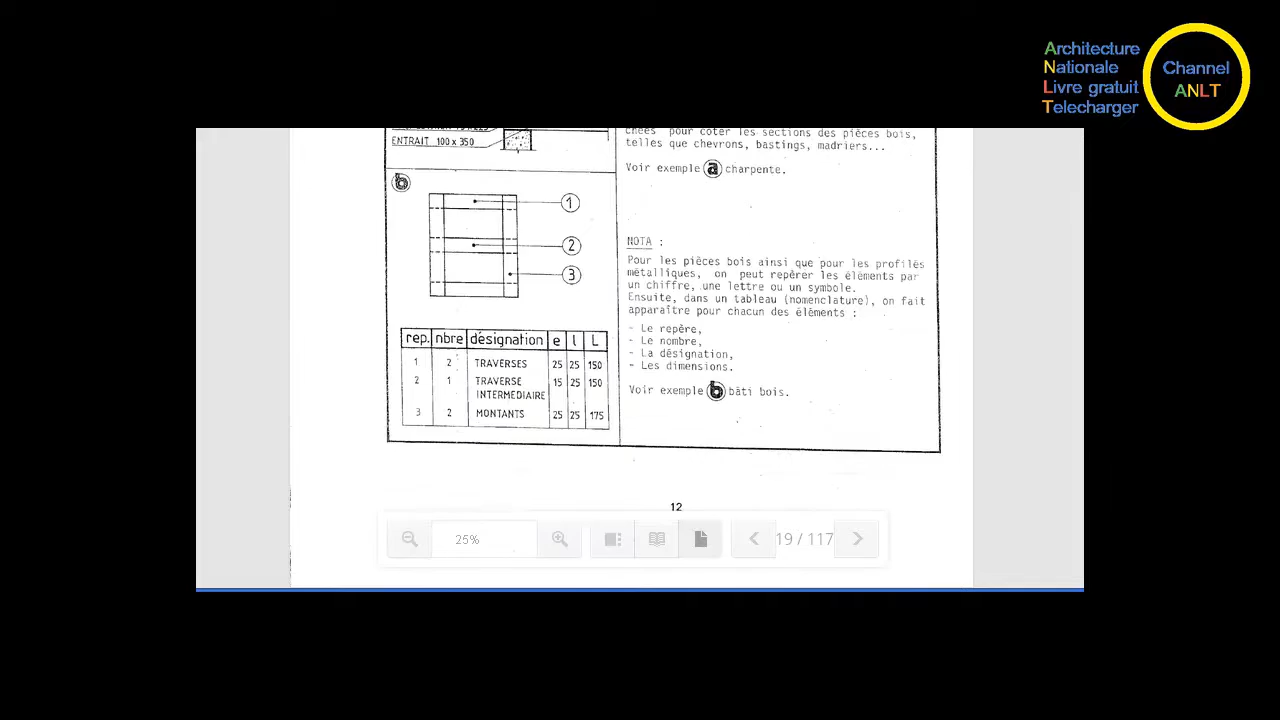 Architecture
Nationale
Livre gratuit
Telecharger
Channel
ANLT
ENTRAIT 100 x 350
chées pour coter les sections des pièces bois,
telles que chevrons, bastings, madriers...
Voir exemple a charpente.
b
1
2
3
NOTA :
Pour les pièces bois ainsi que pour les profilés
métalliques, on peut repérer les éléments par
un chiffre, une lettre ou un symbole.
Ensuite, dans un tableau (nomenclature), on fait
apparaître pour chacun des éléments :
- Le repère,
- Le nombre,
- La désignation,
- Les dimensions.
Voir exemple b bâti bois.
rep. nbre désignation e l L
1 2 TRAVERSES 25 25 150
2 1 TRAVERSE 15 25 150
INTERMEDIAIRE
3 2 MONTANTS 25 25 175
12
25%
19 / 117